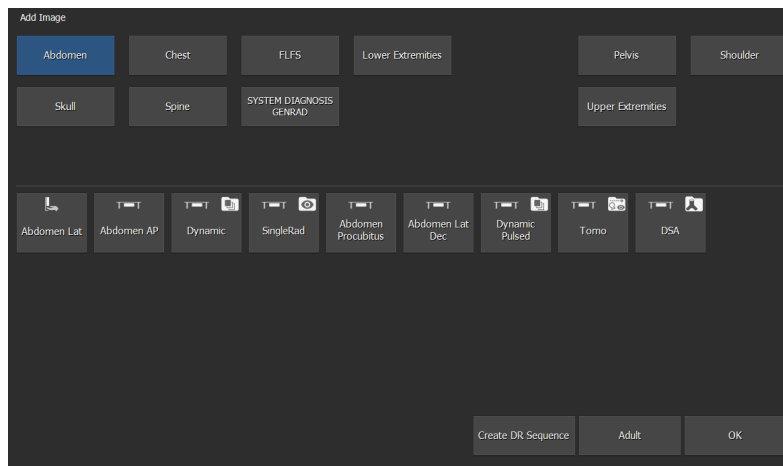 Add Image
Abdomen
Chest
FLFS
Lower Extremities
Pelvis
Shoulder
Skull
Spine
SYSTEM DIAGNOSIS
GENRAD
Upper Extremities
Abdomen Lat
Abdomen AP
Dynamic
SingleRad
Abdomen
Procubitus
Abdomen Lat
Dec
Dynamic
Pulsed
Tomo
DSA
Create DR Sequence
Adult
OK